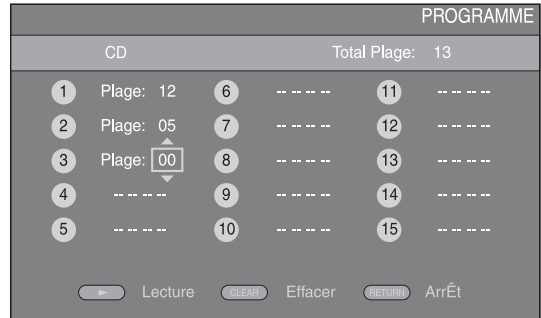 PROGRAMME
CD Total Plage: 13
1 Plage: 12 6 -- -- -- -- 11 -- -- -- --
2 Plage: 05 7 -- -- -- -- 12 -- -- -- --
3 Plage: 00 8 -- -- -- -- 13 -- -- -- --
4 -- -- -- -- 9 -- -- -- -- 14 -- -- -- --
5 -- -- -- -- 10 -- -- -- -- 15 -- -- -- --
Lecture CLEAR Effacer RETURN ArrÊt